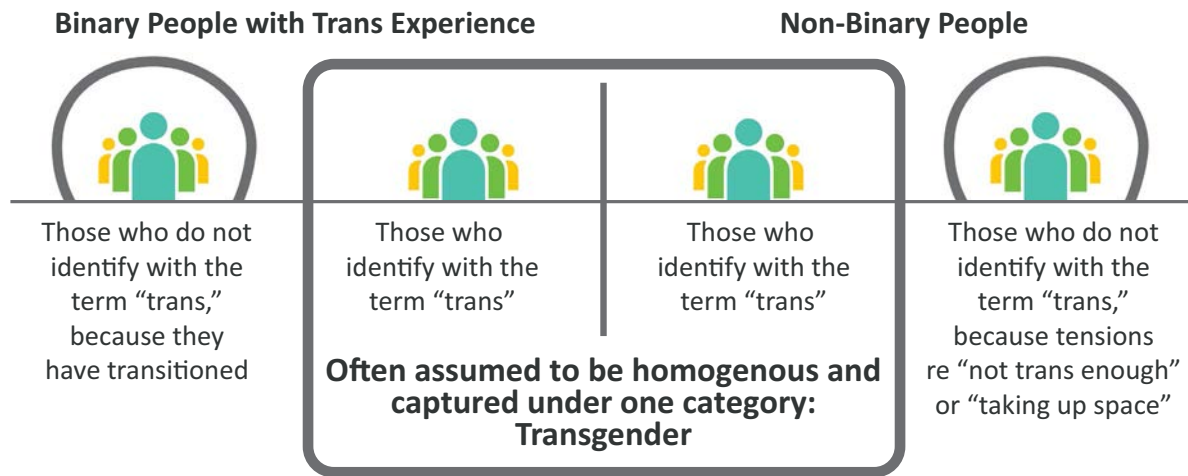 Binary People with Trans Experience
Non-Binary People
Those who do not
identify with the
term “trans,”
because they
have transitioned
Those who
identify with the
term “trans”
Those who
identify with the
term “trans”
Those who do not
identify with the
term “trans,”
because tensions
re “not trans enough”
or “taking up space”
Often assumed to be homogenous and
captured under one category:
Transgender